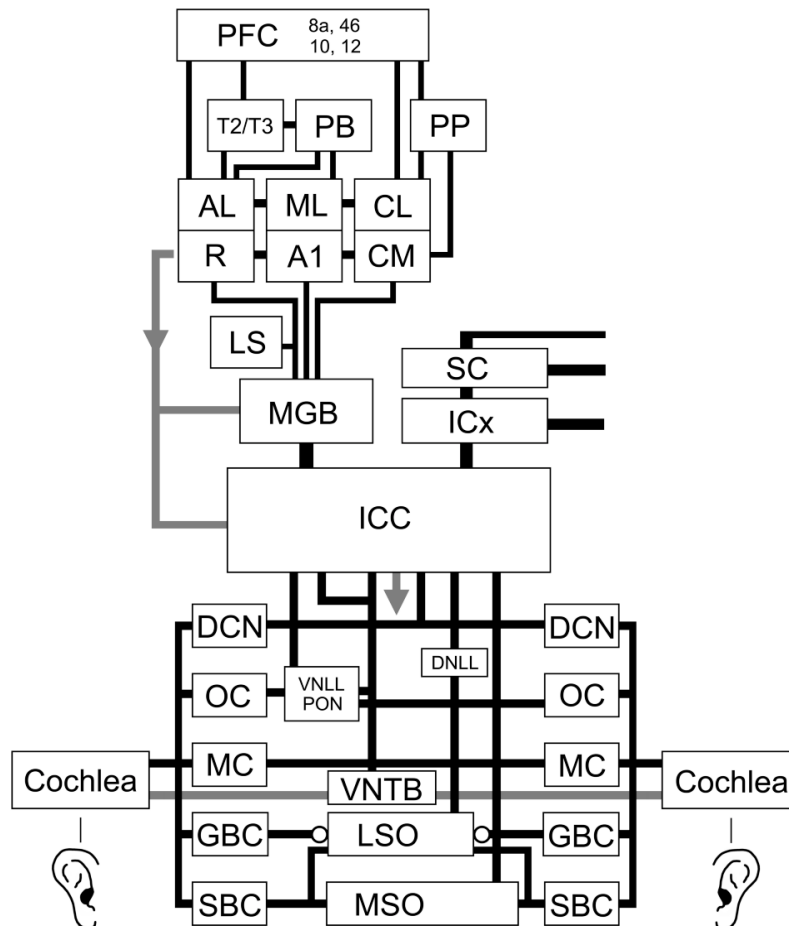 PFC 8a, 46
10, 12
T2/T3 PB PP
AL ML CL
R A1 CM
LS
SC
MGB
ICx
ICC
DCN DCN
DNLL
VNLL
PON
OC OC
MC MC
Cochlea Cochlea
VNTB
GBC LSO GBC
SBC MSO SBC